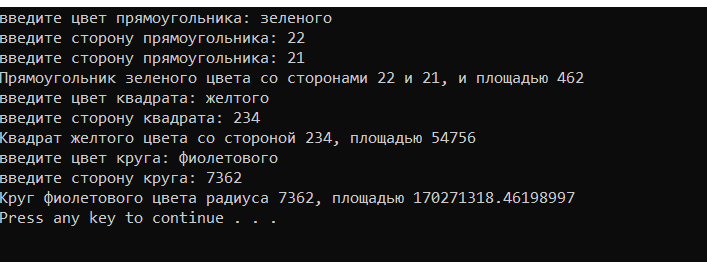 введите цвет прямоугольника: зеленого
введите сторону прямоугольника: 22
введите сторону прямоугольника: 21
Прямоугольник зеленого цвета со сторонами 22 и 21, и площадью 462
введите цвет квадрата: желтого
введите сторону квадрата: 234
Квадрат желтого цвета со стороной 234, площадью 54756
введите цвет круга: фиолетового
введите сторону круга: 7362
Круг фиолетового цвета радиуса 7362, площадью 170271318.46198997
Press any key to continue . . .